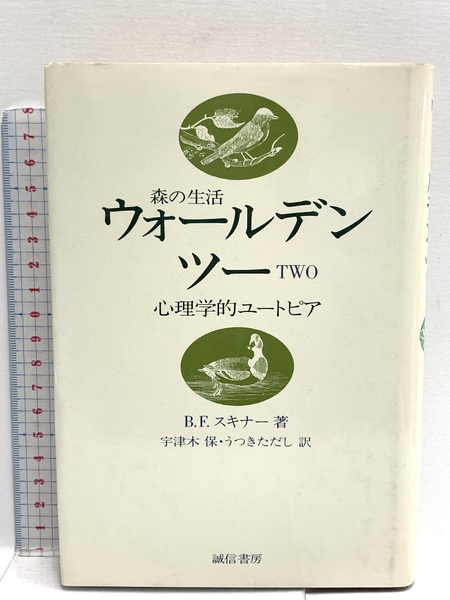 森の生活
ウォールデン
ツー TWO
心理学的ユートピア
B.F.スキナー 著
宇津木 保・うつきただし 訳
誠信書房